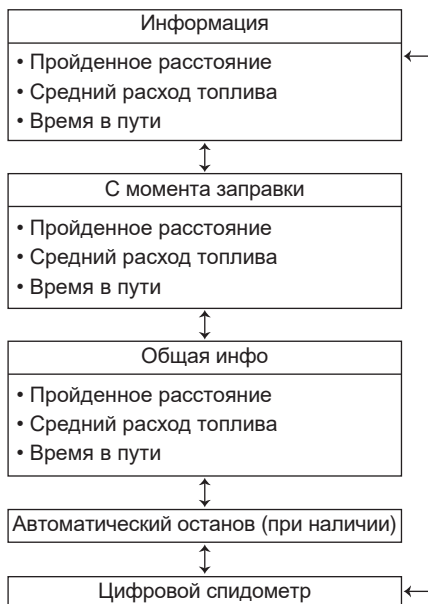 Информация
• Пройденное расстояние
• Средний расход топлива
• Время в пути
С момента заправки
• Пройденное расстояние
• Средний расход топлива
• Время в пути
Общая инфо
• Пройденное расстояние
• Средний расход топлива
• Время в пути
Автоматический останов (при наличии)
Цифровой спидометр